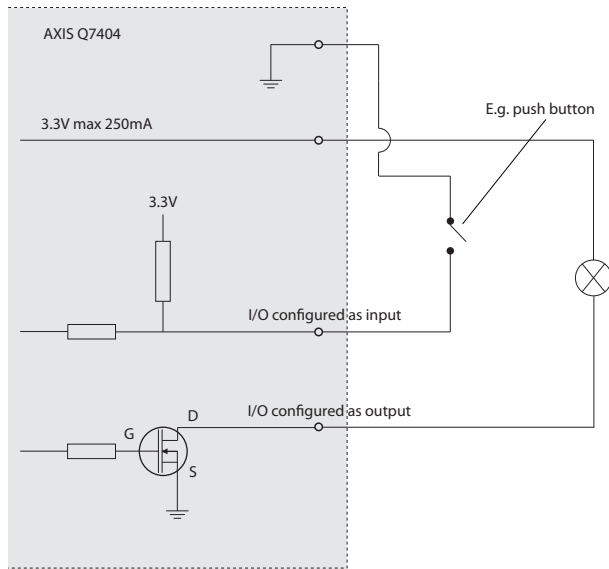 AXIS Q7404
E.g. push button
3.3V max 250mA
3.3V
I/O configured as input
I/O configured as output
D
G
S